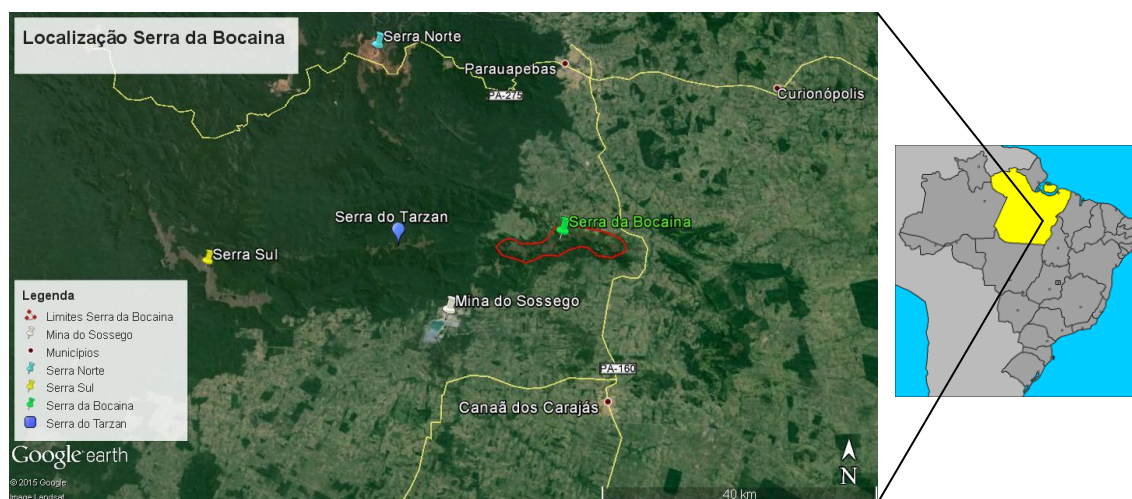 Localização Serra da Bocaina
Serra Norte
Parauapebas
PA-275
Curionópolis
Serra do Tarzan
Serra da Bocaina
Serra Sul
Mina do Sossego
Legenda
Limites Serra da Bocaina
Mina do Sossego
Municípios
Serra Norte
Serra Sul
Serra da Bocaina
Serra do Tarzan
PA-160
Canaã dos Carajás
Google earth
© 2015 Google
Image Landsat
N
40 km